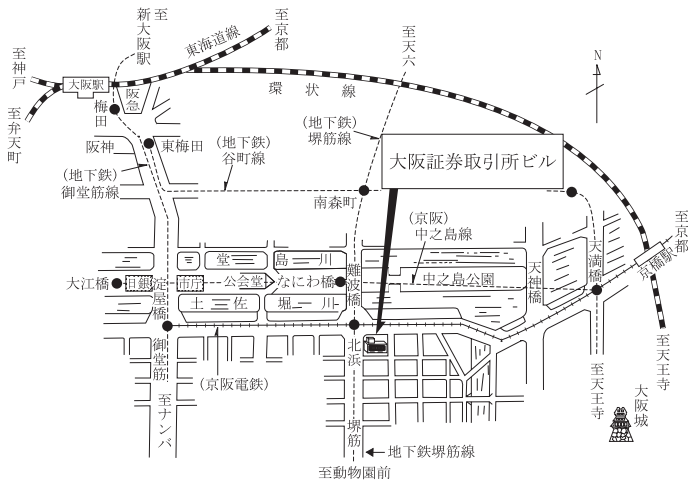 至
新大阪駅
至京都
東海道線
至天六
至神戸
大阪駅
阪急
環状線
N
梅田
至弁天町
阪神
東梅田
(地下鉄)
谷町線
(地下鉄)
堺筋線
大阪証券取引所ビル
(地下鉄)
御堂筋線
南森町
(京阪)
中之島線
至京都
京橋駅
天満橋
堂島川
大江橋
日銀
淀屋橋
市庁
公会堂
なにわ橋
難波橋
中之島公園
天神橋
土佐堀川
御堂筋
(京阪電鉄)
北浜
至天王寺
至天王寺
大阪城
至ナンバ
堺筋
地下鉄堺筋線
至動物園前